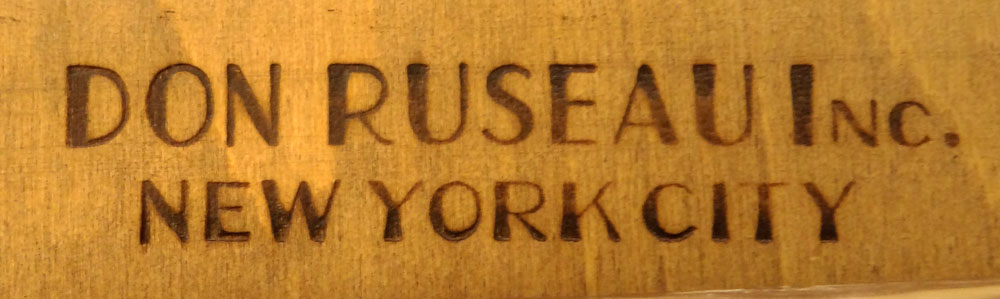 DON RUSEAU INC.
NEW YORK CITY